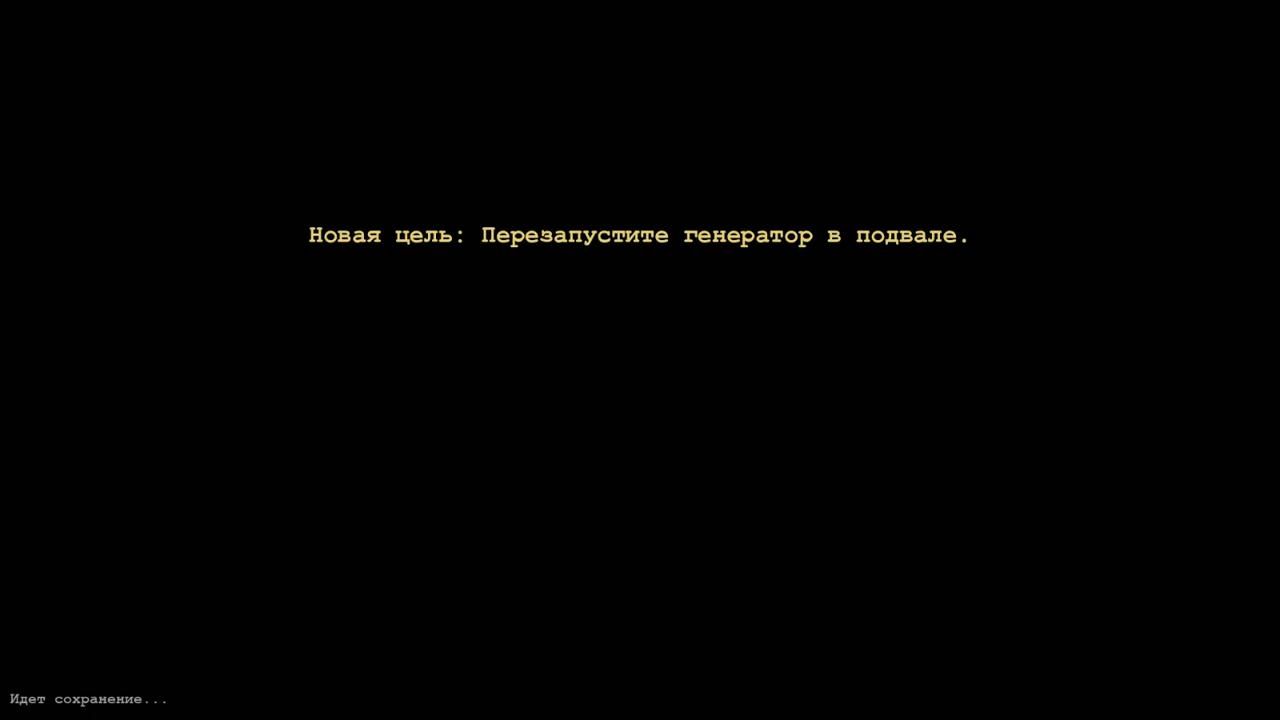 Новая цель: Перезапустите генератор в подвале.
Идет сохранение...